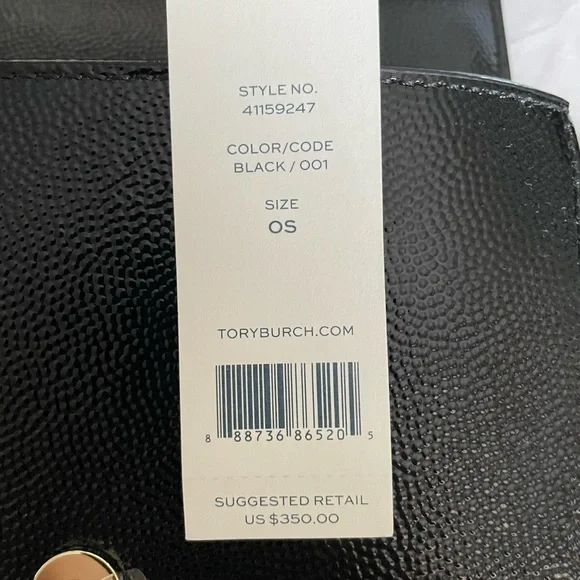 STYLE NO.
41159247
COLOR/CODE
BLACK / 001
SIZE
OS
TORYBURCH.COM
8 88736 86520 5
SUGGESTED RETAIL
US $350.00